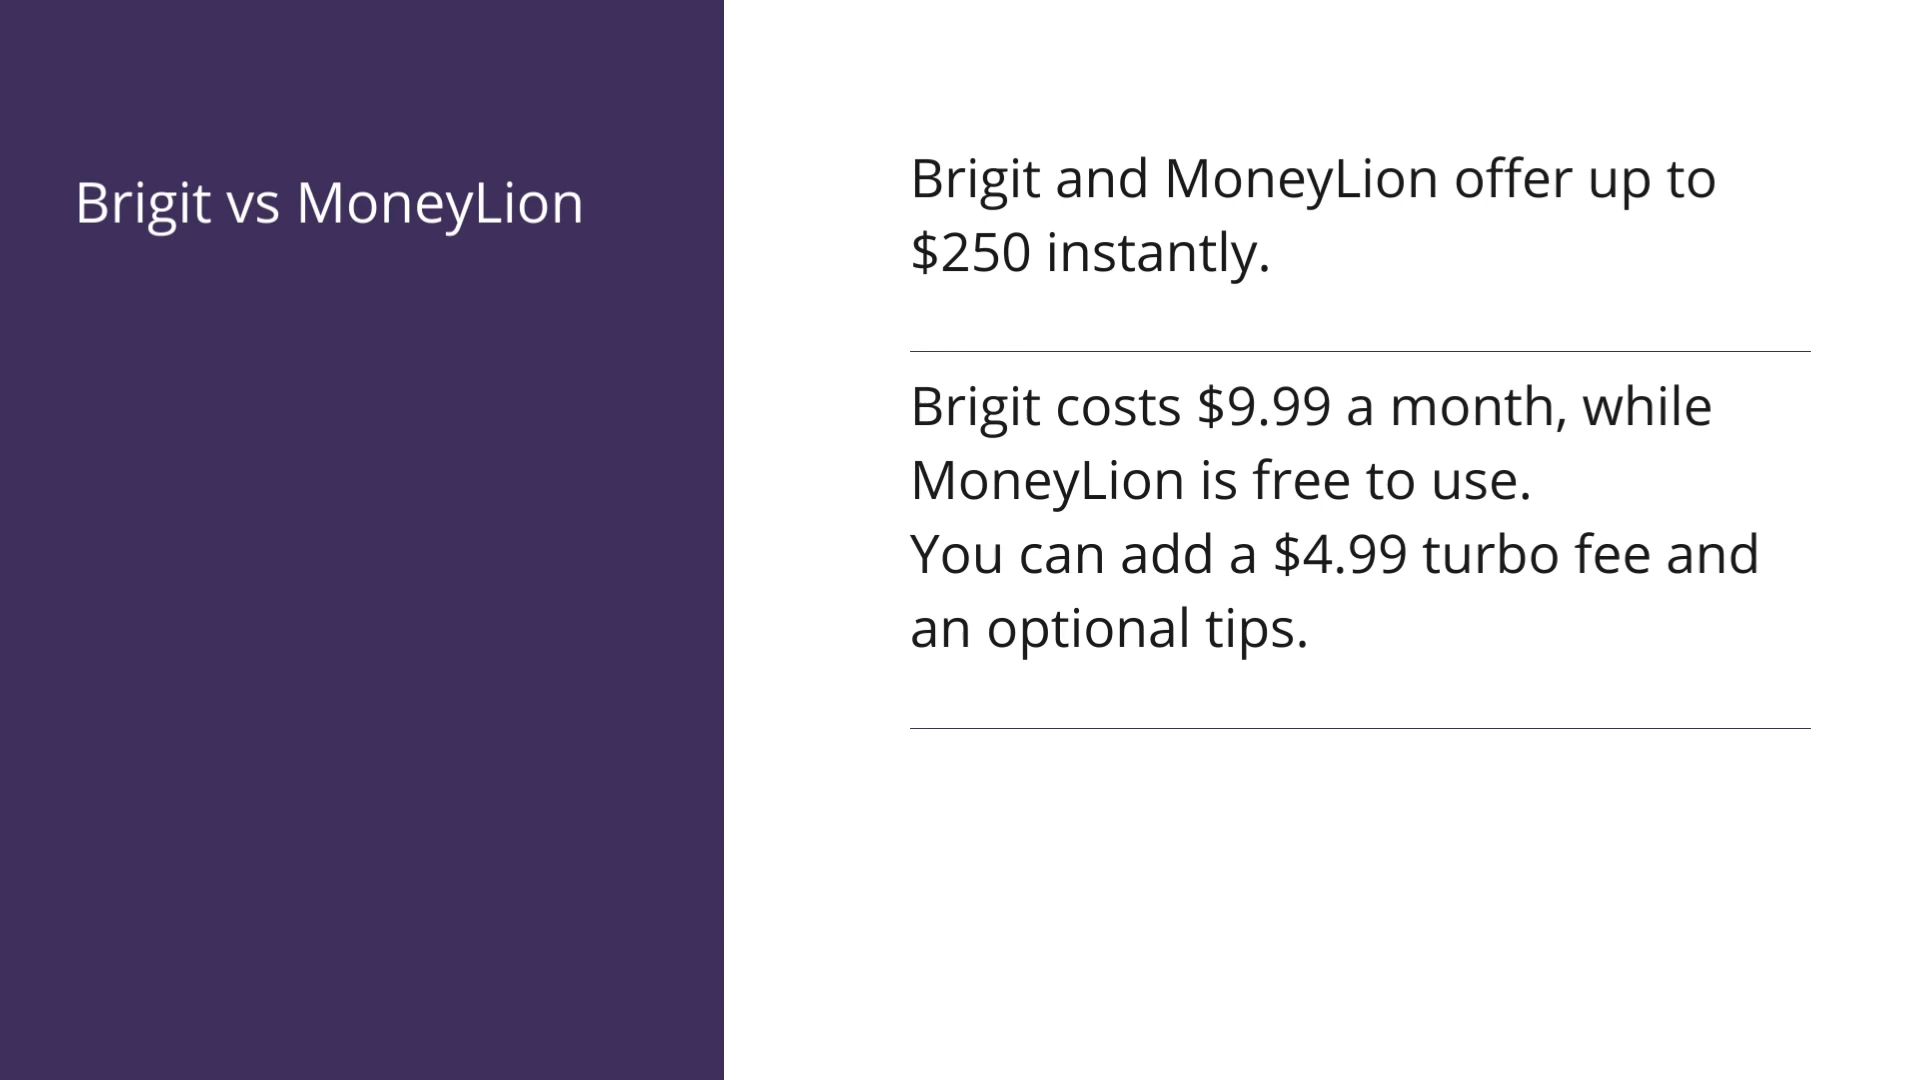 Brigit vs MoneyLion
Brigit and MoneyLion offer up to
$250 instantly.
Brigit costs $9.99 a month, while
MoneyLion is free to use.
You can add a $4.99 turbo fee and
an optional tips.